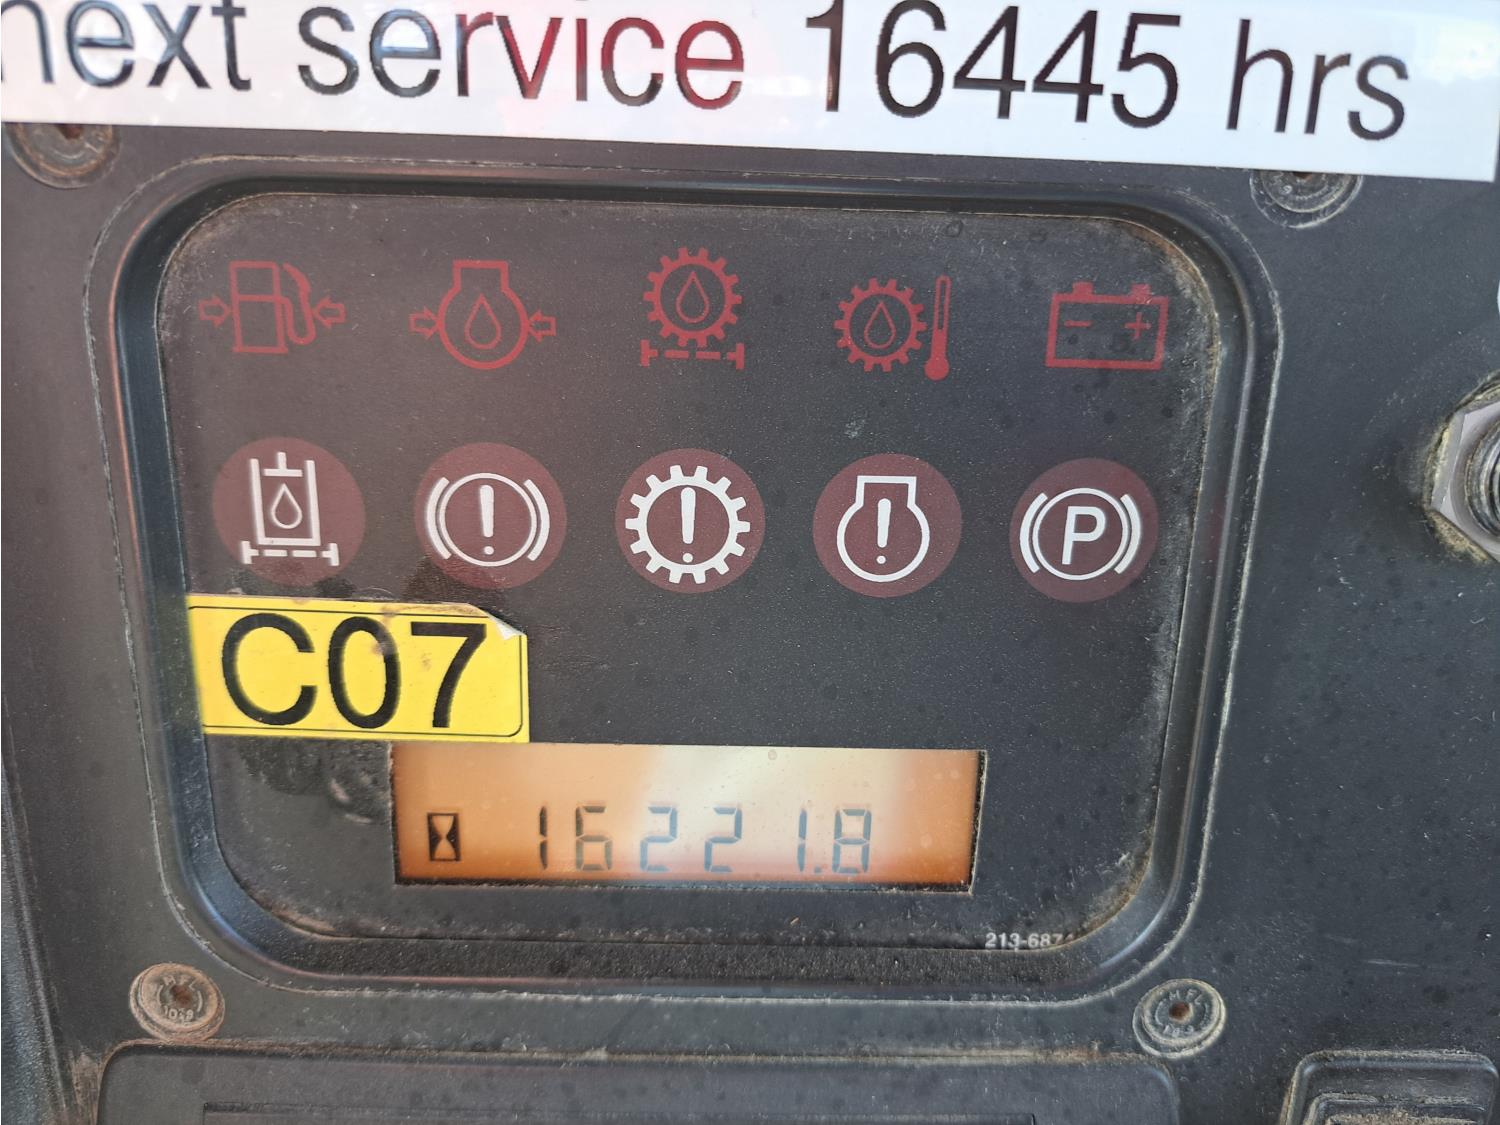 next service 16445 hrs
P
C07
16221.8
213-687